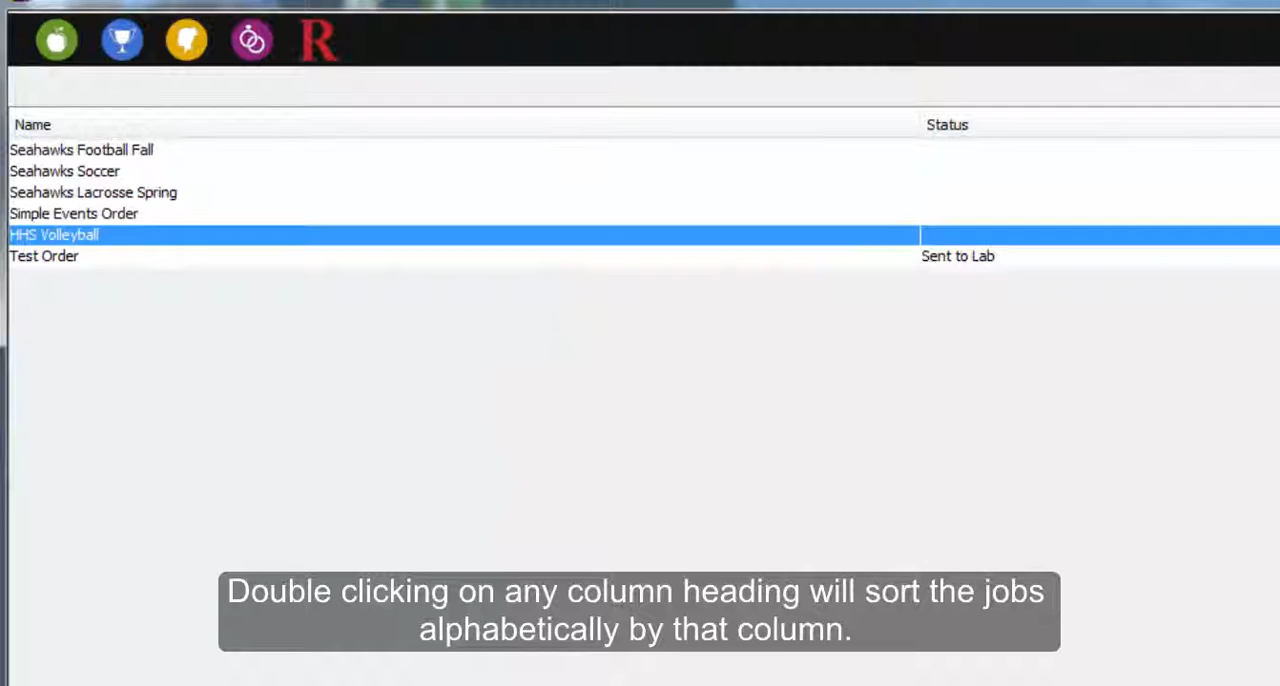 R
Name Status
Seahawks Football Fall
Seahawks Soccer
Seahawks Lacrosse Spring
Simple Events Order
HHS Volleyball
Test Order Sent to Lab
Double clicking on any column heading will sort the jobs
alphabetically by that column.